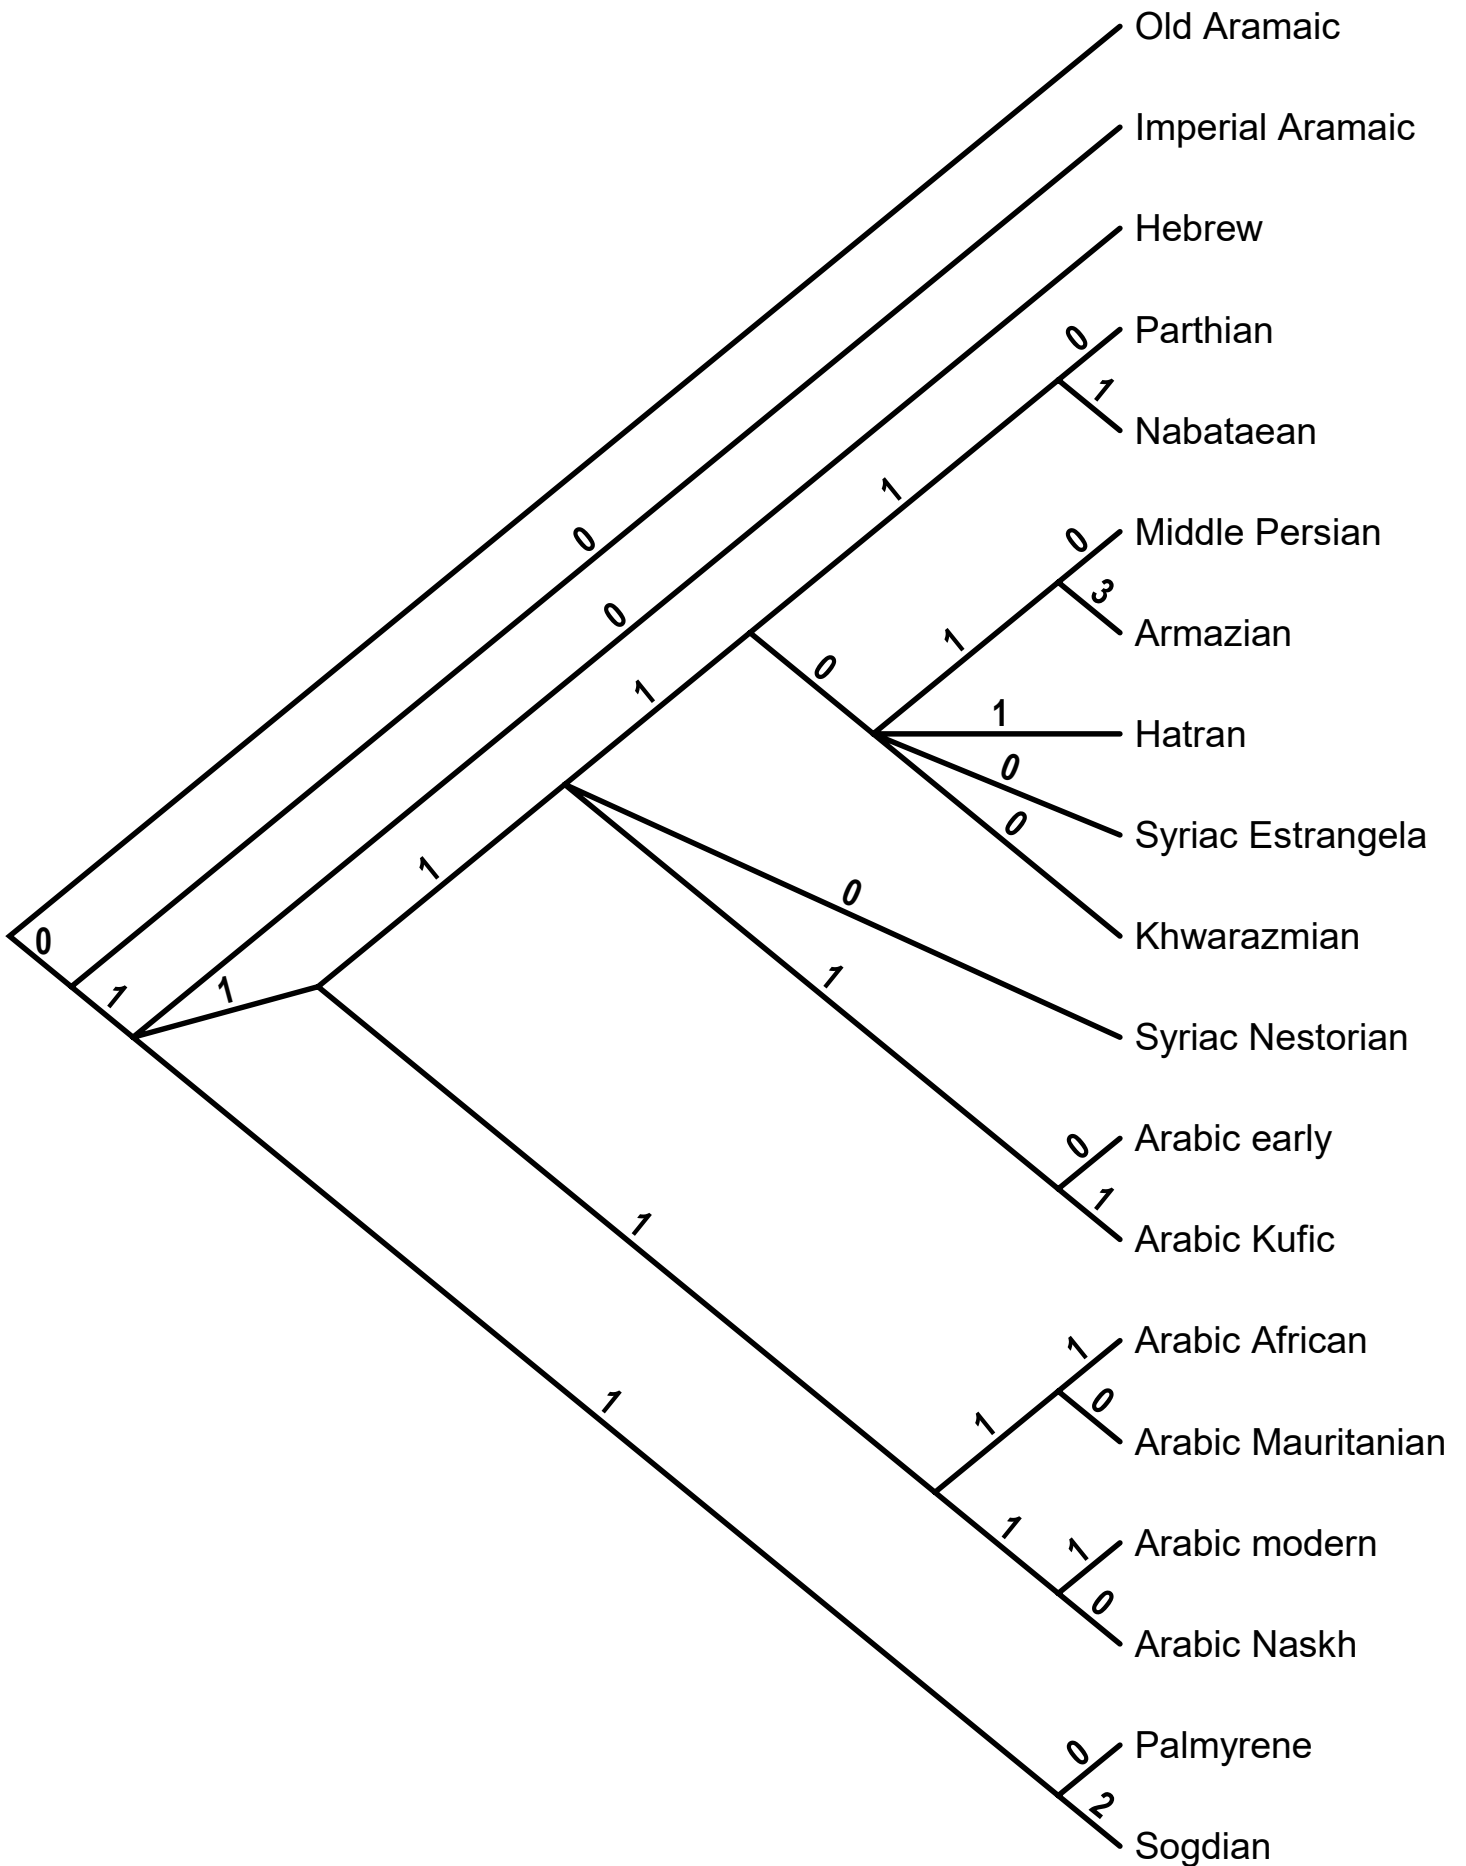 Old Aramaic
Imperial Aramaic
Hebrew
0
Parthian
1
Nabataean
1
0
Middle Persian
0
3
Armazian
0
1
0
1
1
Hatran
0
Syriac Estrangela
0
1
0
Khwarazmian
0
1
1
1
Syriac Nestorian
0
Arabic early
1
Arabic Kufic
1
1
Arabic African
0
1
1
Arabic Mauritanian
1
1
Arabic modern
0
Arabic Naskh
0
Palmyrene
2
Sogdian